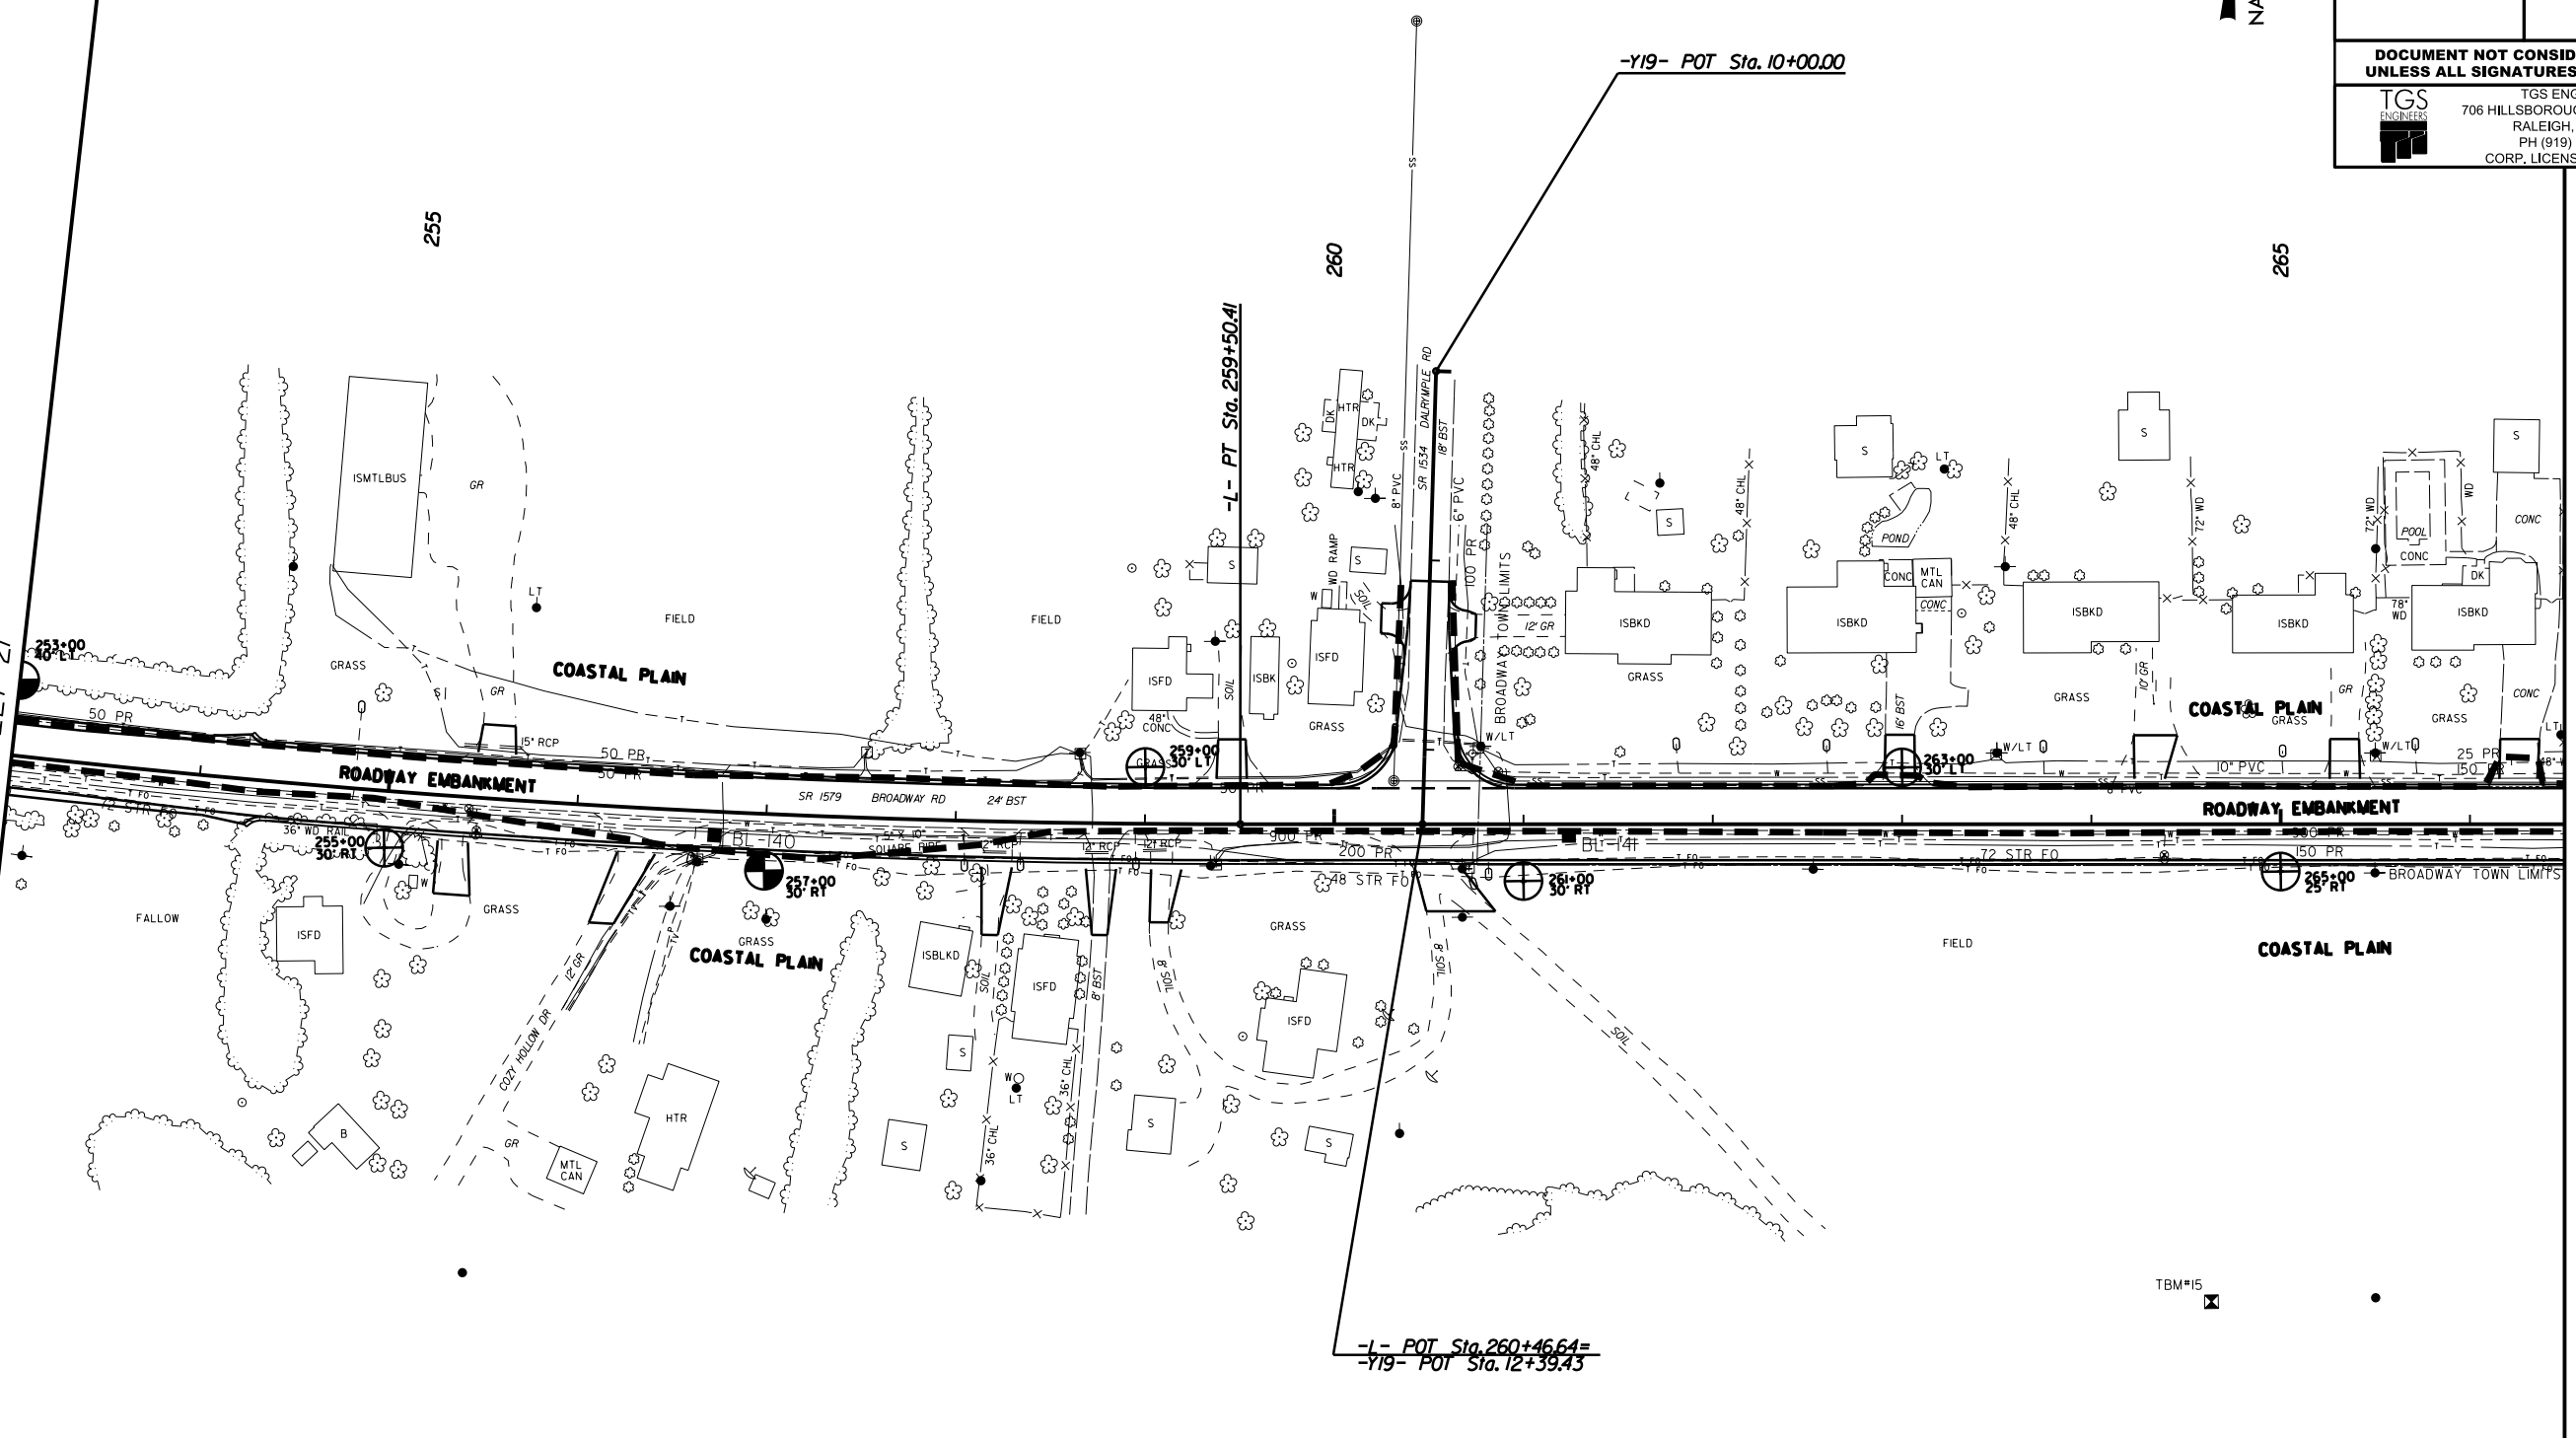 NA
DOCUMENT NOT CONSID
UNLESS ALL SIGNATURES
TGS
ENGINEERS
TGS ENG
706 HILLSBOROUG
RALEIGH,
PH (919)
CORP. LICENS
-Y19- POT Sta. 10+00.00
255
260
265
-L- PT Sta. 259+50.41
SS
SS
SR 1534 DALRYMPLE RD
18' BST
8" PVC
6" PVC
100 PR
BROADWAY TOWN LIMITS
DK
HTR
DK
HTR
48" CHL
48" CHL
S
LT
48" CHL
S
72" WD
72" WD
WD
S
POOL
CONC
CONC
ISMTLBUS
GR
LT
FIELD
FIELD
S
WD RAMP
S
W
SOIL
S
POND
CONC
MTL
CAN
CONC
DK
ISFD
ISBK
ISFD
SOIL
12' GR
ISBKD
ISBKD
ISBKD
ISBKD
78"
WD
ISBKD
253+00
40' LT
GRASS
GR
COASTAL PLAIN
48"
CONC
GRASS
GRASS
16' BST
GRASS
10' GR
COASTAL PLAIN
GRASS
GR
GRASS
CONC
50 PR
15" RCP
50 PR
50 PR
GRASS
259+00
30' LT
W/LT
263+00
30' LT
W/LT
W/LT
LT
25 PR
150 PR
10" PVC
ROADWAY EMBANKMENT
SR 1579 BROADWAY RD 24' BST
ROADWAY EMBANKMENT
72 STR FO
36" WD RAIL
255+00
30' RT
BL-140
SQUARE PIPE
12" RCP
12" RCP
900 PR
200 PR
BL-141
72 STR FO
150 PR
257+00
30' RT
48 STR FO
261+00
30' RT
265+00
25' RT
BROADWAY TOWN LIMITS
W
FALLOW
ISFD
GRASS
GRASS
COASTAL PLAIN
ISBLKD
SOIL
ISFD
8' BST
8' SOIL
GRASS
8' SOIL
ISFD
FIELD
COASTAL PLAIN
12' GR
TV
P
COZY HOLLOW DR
SOIL
S
W
LT
36" CHL
36" CHL
B
GR
MTL
CAN
HTR
S
S
S
TBM#15
-L- POT Sta. 260+46.64=
-Y19- POT Sta. 12+39.43